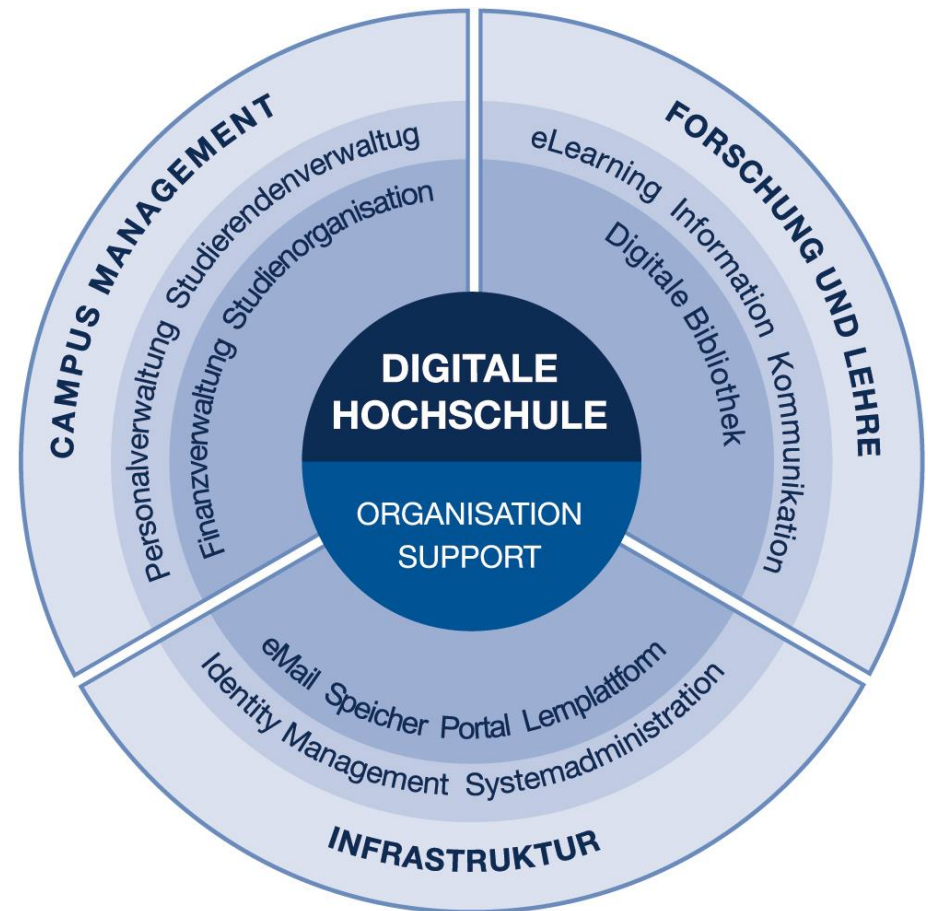 CAMPUS MANAGEMENT
Personalverwaltung Studierendenverwaltug
Finanzverwaltung Studienorganisation
FORSCHUNG UND LEHRE
eLearning Information Kommunikation
Digitale Bibliothek
DIGITALE
HOCHSCHULE
ORGANISATION
SUPPORT
eMail Speicher Portal Lernplattform
Identity Management Systemadministration
INFRASTRUKTUR